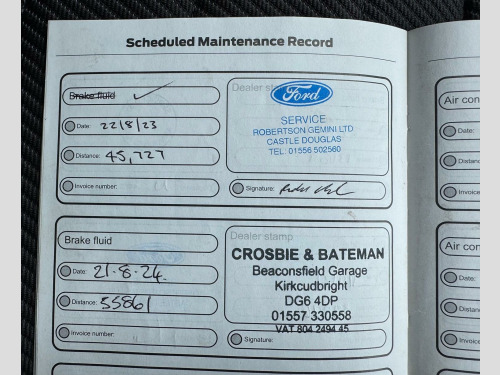 Scheduled Maintenance Record
Brake fluid
Date: 22/8/23
Distance: 45,727
Invoice number:
Dealer sta
Ford
SERVICE
ROBERTSON GEMINI LTD
CASTLE DOUGLAS
TEL: 01556 502560
Signature:
Brake fluid
Date: 21.8.24.
Distance: 55861
Invoice number:
Dealer stamp
CROSBIE & BATEMAN
Beaconsfield Garage
Kirkcudbright
DG6 4DP
01557 330558
VAT 804 2494 45
Signature:
Air con
Date:
Distanc
Invoice
Air con
Date:
Distan
Invoice